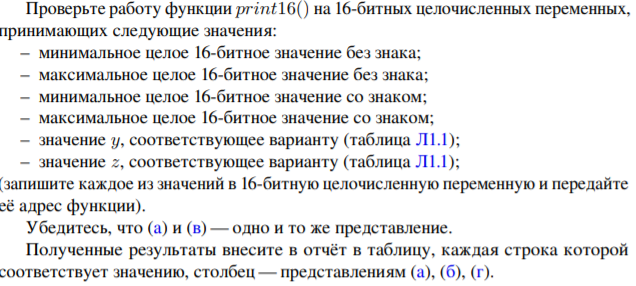 Проверьте работу функции print16() на 16-битных целочисленных переменных,
принимающих следующие значения:
– минимальное целое 16-битное значение без знака;
– максимальное целое 16-битное значение без знака;
– минимальное целое 16-битное значение со знаком;
– максимальное целое 16-битное значение со знаком;
– значение y, соответствующее варианту (таблица Л1.1);
– значение z, соответствующее варианту (таблица Л1.1);
(запишите каждое из значений в 16-битную целочисленную переменную и передайте
её адрес функции).
Убедитесь, что (а) и (в) — одно и то же представление.
Полученные результаты внесите в отчёт в таблицу, каждая строка которой
соответствует значению, столбец — представлениям (а), (б), (г).